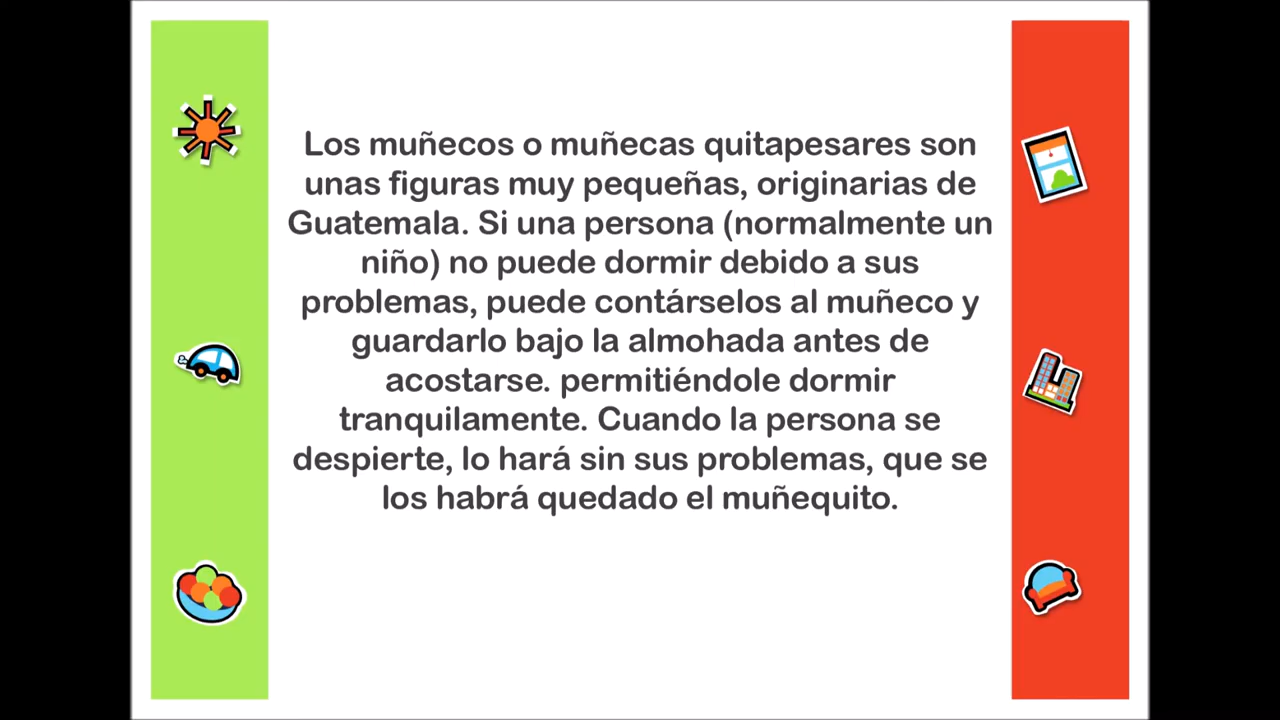 Los muñecos o muñecas quitapesares son
unas figuras muy pequeñas, originarias de
Guatemala. Si una persona (normalmente un
niño) no puede dormir debido a sus
problemas, puede contárselos al muñeco y
guardarlo bajo la almohada antes de
acostarse. permitiéndole dormir
tranquilamente. Cuando la persona se
despierte, lo hará sin sus problemas, que se
los habrá quedado el muñequito.